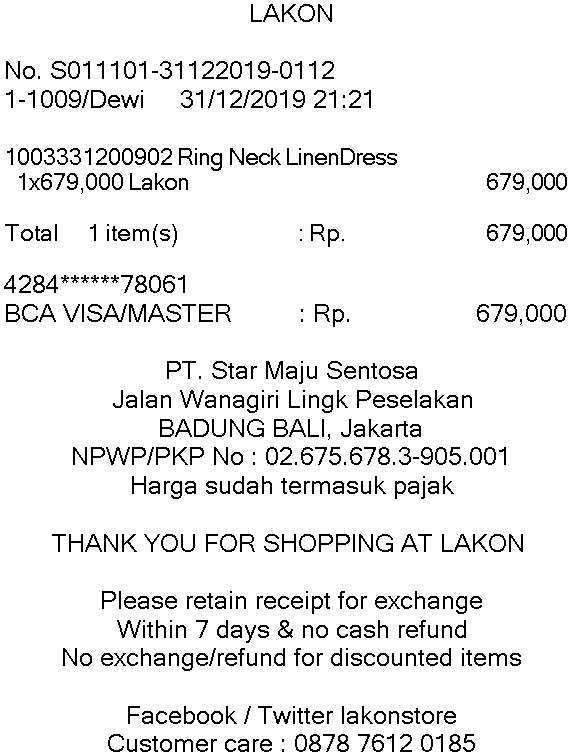 LAKON
No. S011101-31122019-0112
1-1009/Dewi 31/12/2019 21:21
1003331200902 Ring Neck LinenDress
1x679,000 Lakon 679,000
Total 1 item(s) : Rp. 679,000
4284******78061
BCA VISA/MASTER : Rp. 679,000
PT. Star Maju Sentosa
Jalan Wanagiri Lingk Peselakan
BADUNG BALI, Jakarta
NPWP/PKP No : 02.675.678.3-905.001
Harga sudah termasuk pajak
THANK YOU FOR SHOPPING AT LAKON
Please retain receipt for exchange
Within 7 days & no cash refund
No exchange/refund for discounted items
Facebook / Twitter lakonstore
Customer care : 0878 7612 0185